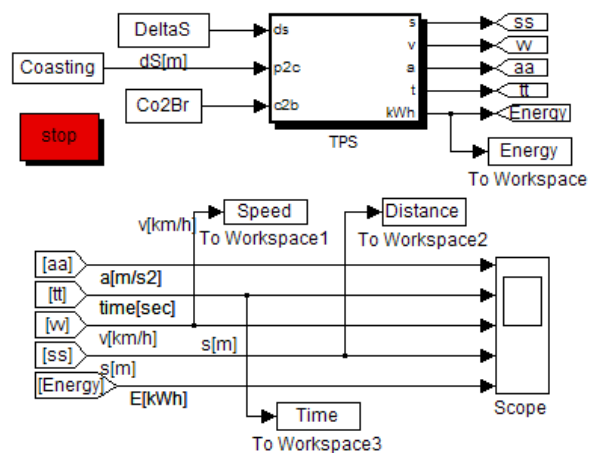 DeltaS
dS[m]
Coasting
Co2Br
stop
ds
p2c
c2b
s
v
a
t
kWh
TPS
ss
vv
aa
tt
Energy
Energy
To Workspace
Speed
v[km/h]
To Workspace1
Distance
To Workspace2
[aa]
a[m/s2]
[tt]
time[sec]
[vv]
v[km/h]
s[m]
[ss]
s[m]
[Energy]
E[kWh]
Scope
Time
To Workspace3